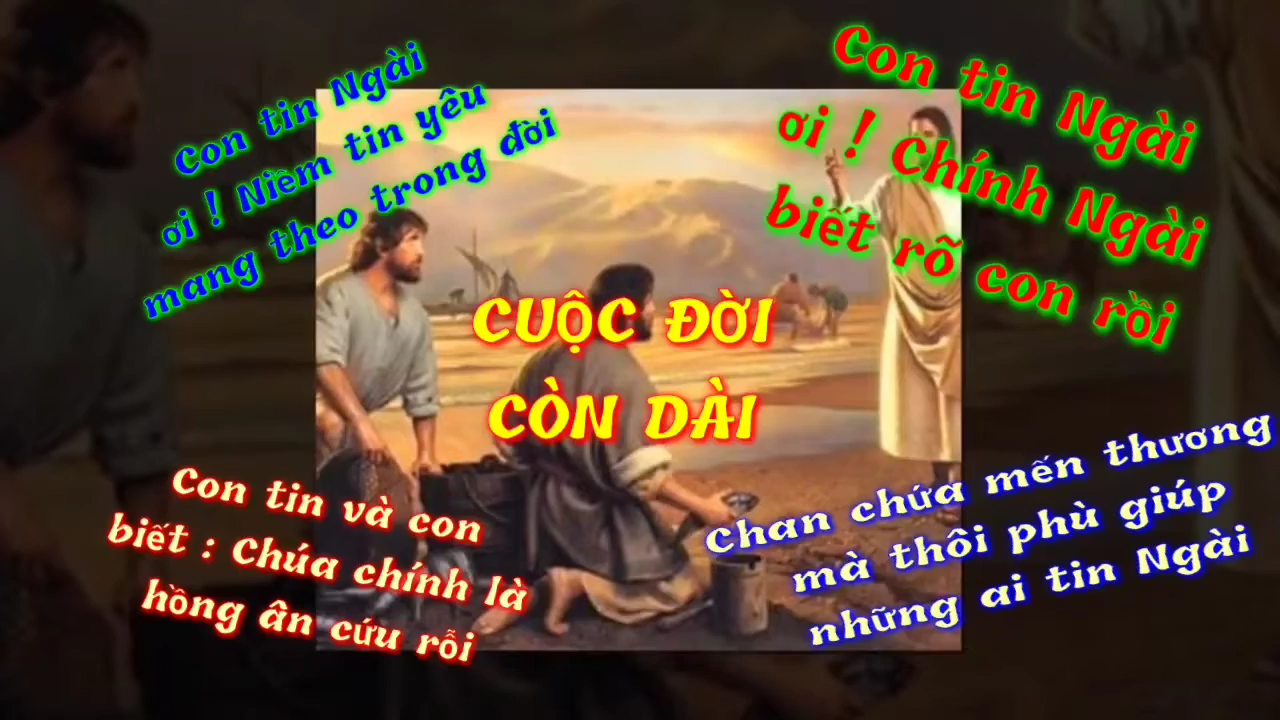 Con tin Ngài
ơi ! Niềm tin yêu
mang theo trong đời
Con tin Ngài
ơi ! Chính Ngài
biết rõ con rồi
CUỘC ĐỜI
CÒN DÀI
Con tin và con
biết : Chúa chính là
hồng ân cứu rỗi
Chan chứa mến thương
mà thôi phù giúp
những ai tin Ngài